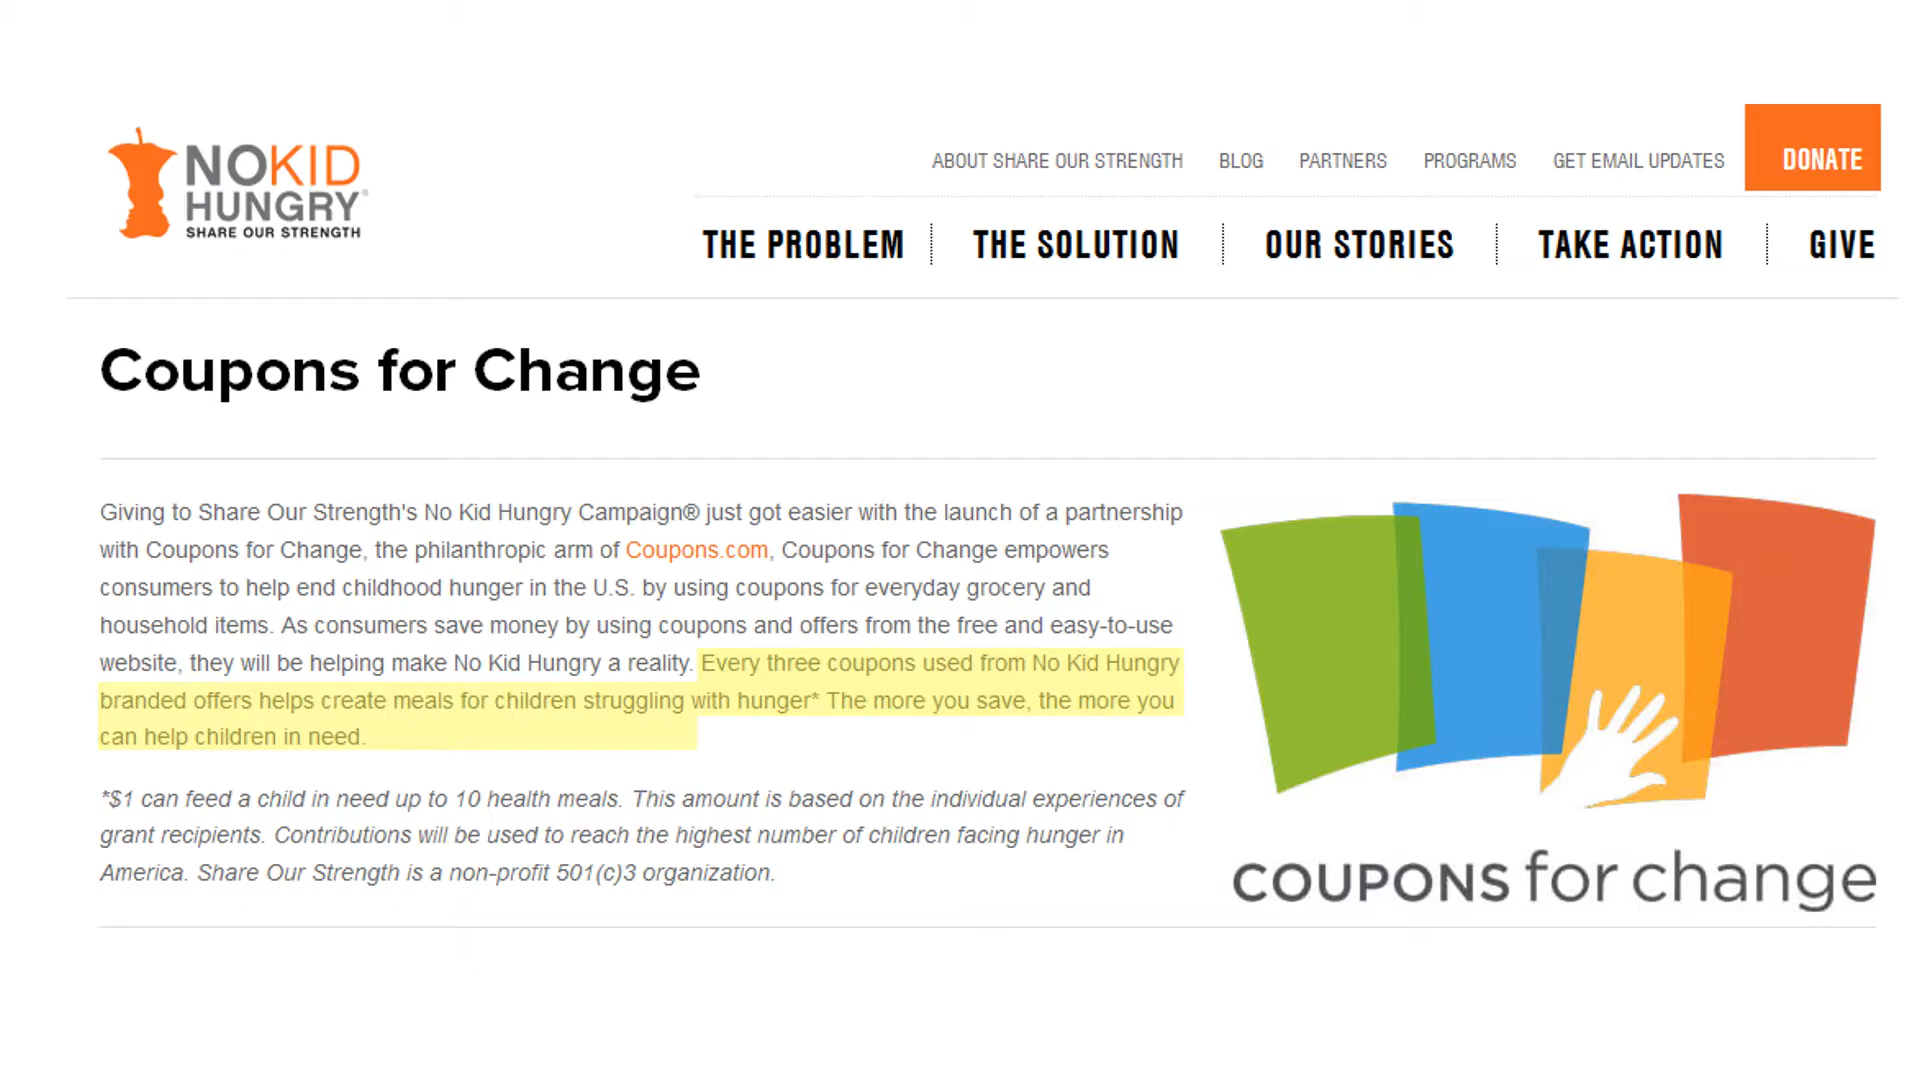 NOKID
HUNGRY®
SHARE OUR STRENGTH
ABOUT SHARE OUR STRENGTH BLOG PARTNERS PROGRAMS GET EMAIL UPDATES DONATE
THE PROBLEM THE SOLUTION OUR STORIES TAKE ACTION GIVE
Coupons for Change
Giving to Share Our Strength's No Kid Hungry Campaign® just got easier with the launch of a partnership
with Coupons for Change, the philanthropic arm of Coupons.com, Coupons for Change empowers
consumers to help end childhood hunger in the U.S. by using coupons for everyday grocery and
household items. As consumers save money by using coupons and offers from the free and easy-to-use
website, they will be helping make No Kid Hungry a reality. Every three coupons used from No Kid Hungry
branded offers helps create meals for children struggling with hunger* The more you save, the more you
can help children in need.
*$1 can feed a child in need up to 10 health meals. This amount is based on the individual experiences of
grant recipients. Contributions will be used to reach the highest number of children facing hunger in
America. Share Our Strength is a non-profit 501(c)3 organization.
COUPONS for change